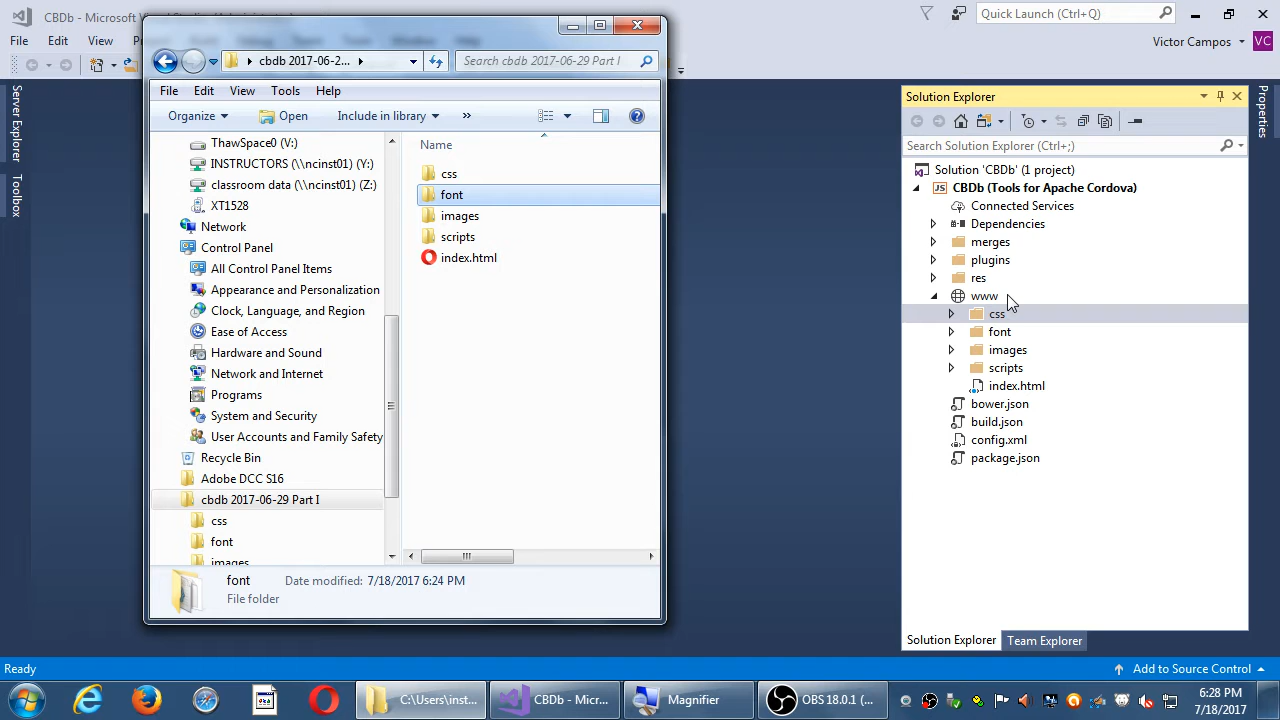 CBDb - Microsoft Visual Studio (Administrator)
Quick Launch (Ctrl+Q)
File Edit View
Victor Campos VC
cbdb 2017-06-2...
Search cbdb 2017-06-29 Part I
File Edit View Tools Help
Organize Open Include in library »
Server Explorer
Toolbox
ThawSpace0 (V:)
INSTRUCTORS (\\ncinst01) (Y:)
classroom data (\\ncinst01) (Z:)
XT1528
Network
Control Panel
All Control Panel Items
Appearance and Personalization
Clock, Language, and Region
Ease of Access
Hardware and Sound
Network and Internet
Programs
System and Security
User Accounts and Family Safety
Recycle Bin
Adobe DCC S16
cbdb 2017-06-29 Part I
css
font
images
Name
css
font
images
scripts
index.html
font Date modified: 7/18/2017 6:24 PM
File folder
Solution Explorer
Search Solution Explorer (Ctrl+;)
Solution 'CBDb' (1 project)
JS CBDb (Tools for Apache Cordova)
Connected Services
Dependencies
merges
plugins
res
www
css
font
images
scripts
index.html
bower.json
build.json
config.xml
package.json
Solution Explorer Team Explorer
Properties
Ready
Add to Source Control
C:\Users\inst...
CBDb - Micr...
Magnifier
OBS 18.0.1 (...
6:28 PM
7/18/2017